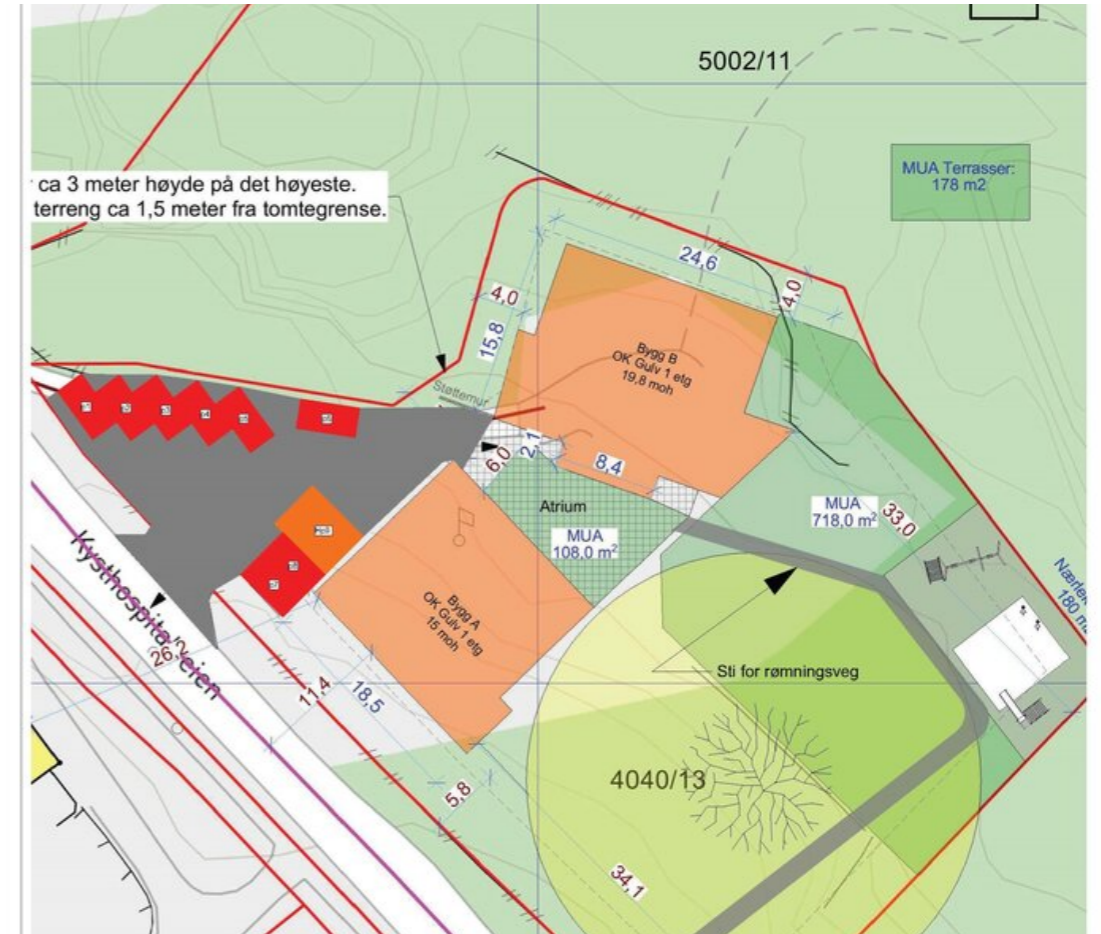 5002/11
MUA Terrasser:
178 m2
ca 3 meter høyde på det høyeste.
terreng ca 1,5 meter fra tomtegrense.
24,6
4,0
4,0
15,8
Bygg B
OK Gulv 1 etg
19,8 moh
Støttemur
2,1
6,0
8,4
Atrium
MUA
108,0 m²
MUA
718,0 m²
33,0
180 m
Bygg A
OK Gulv 1 etg
15 moh
Sti for rømningsveg
26,2
11,4
18,5
4040/13
5,8
34,1